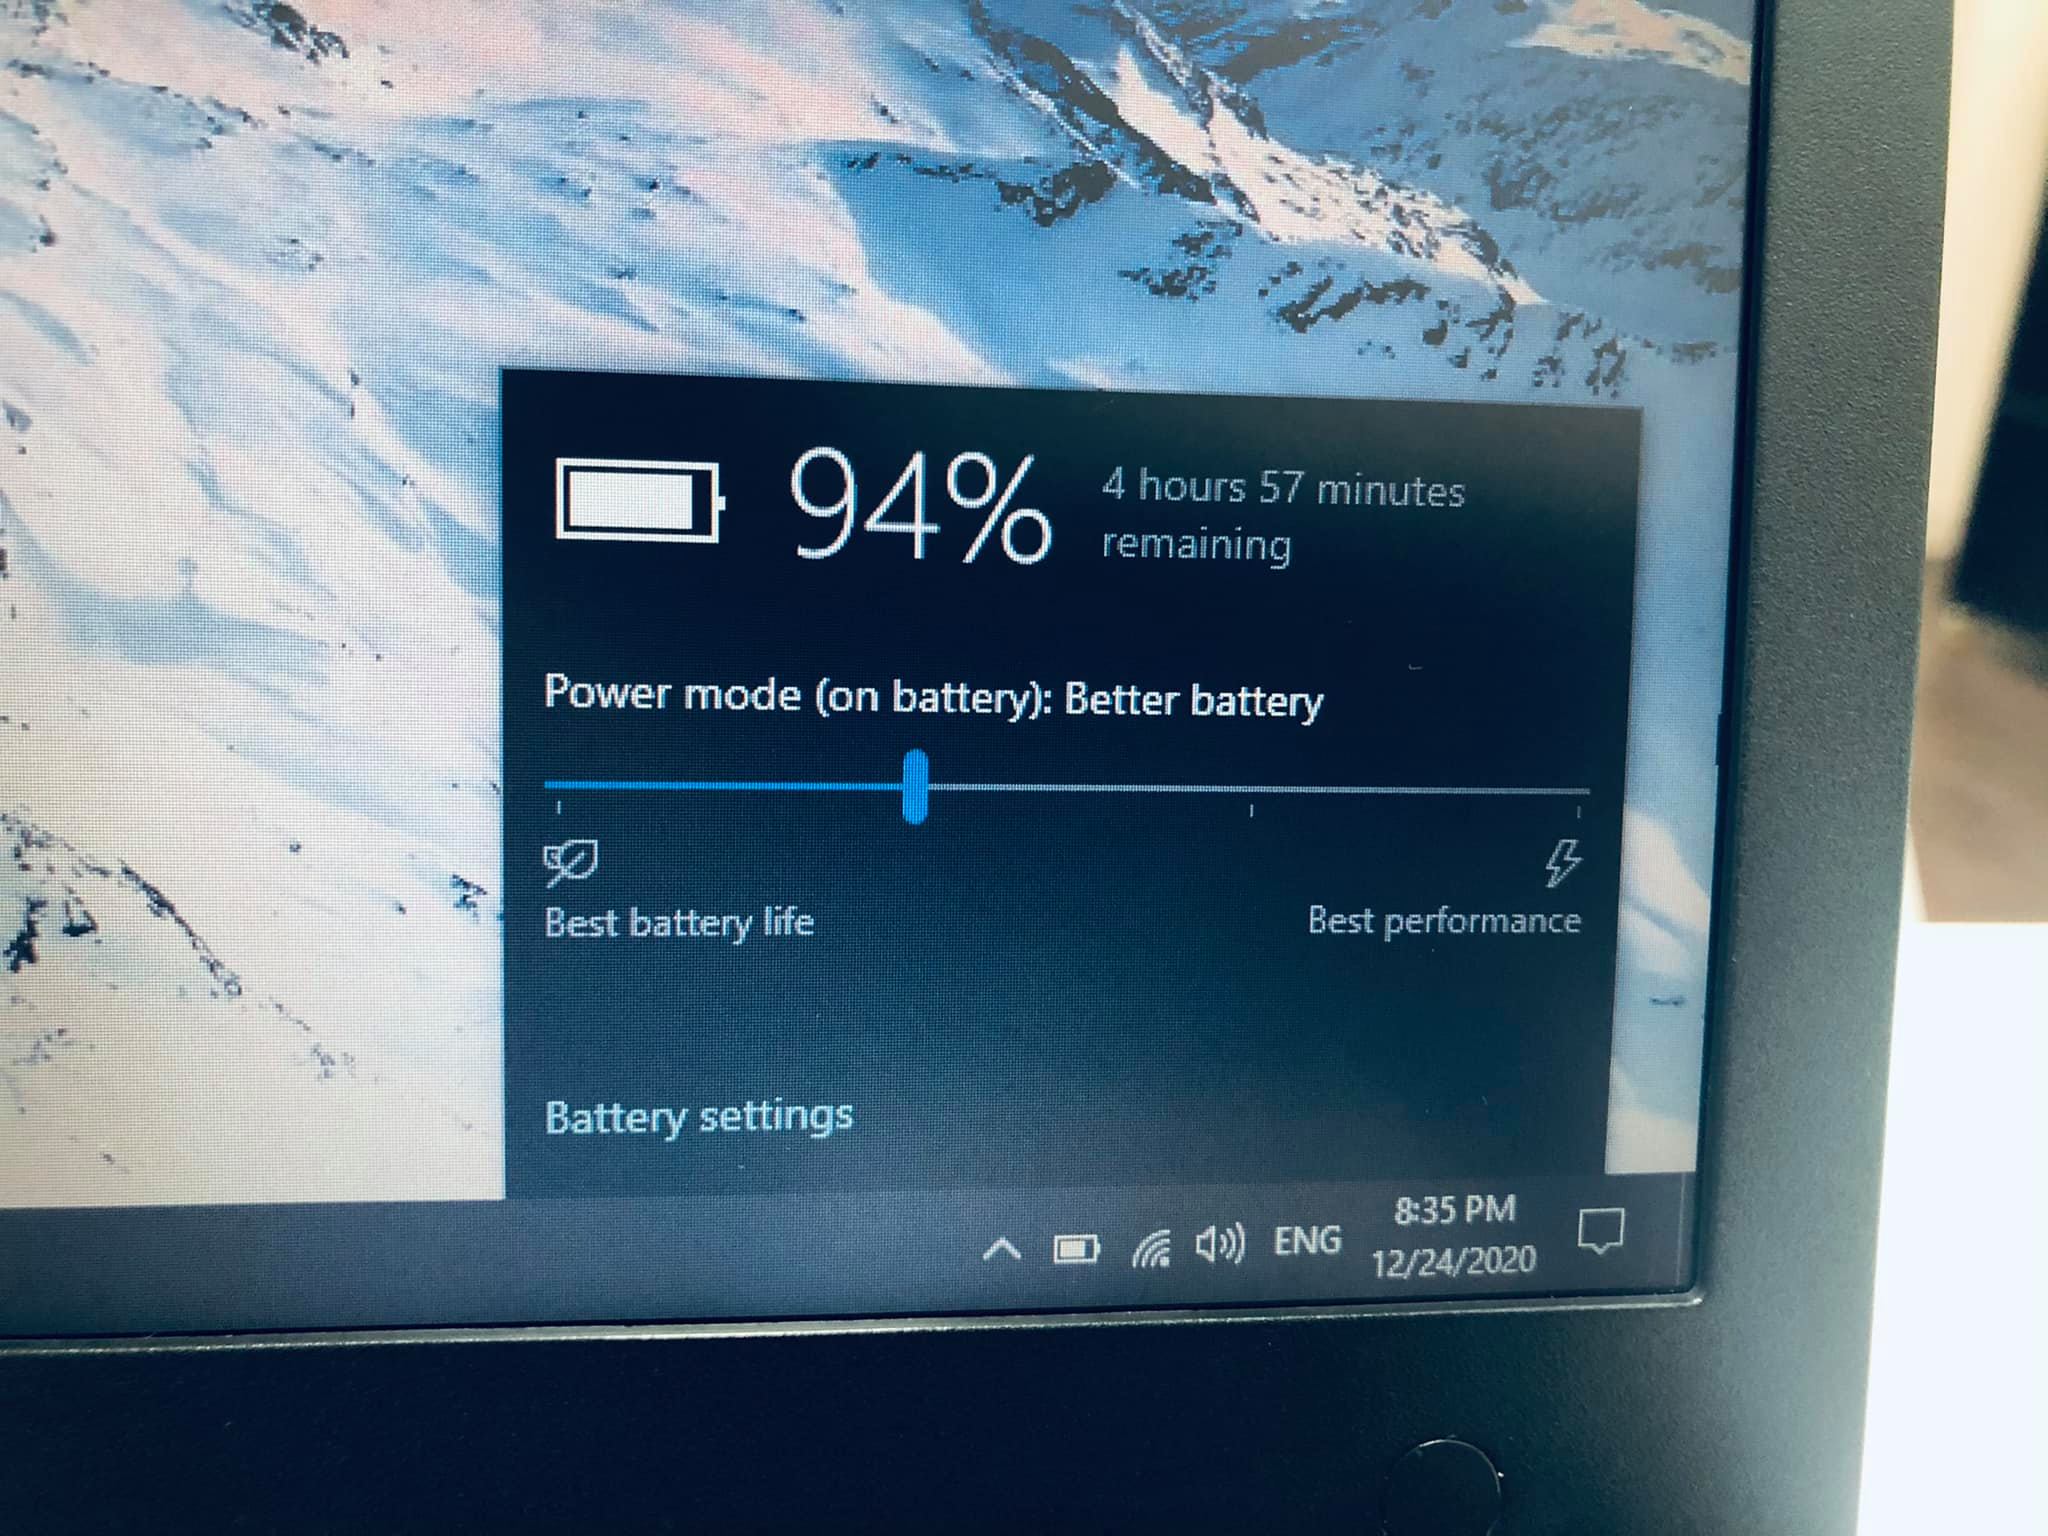 94%
4 hours 57 minutes
remaining
Power mode (on battery): Better battery
Best battery life
Best performance
Battery settings
ENG
8:35 PM
12/24/2020